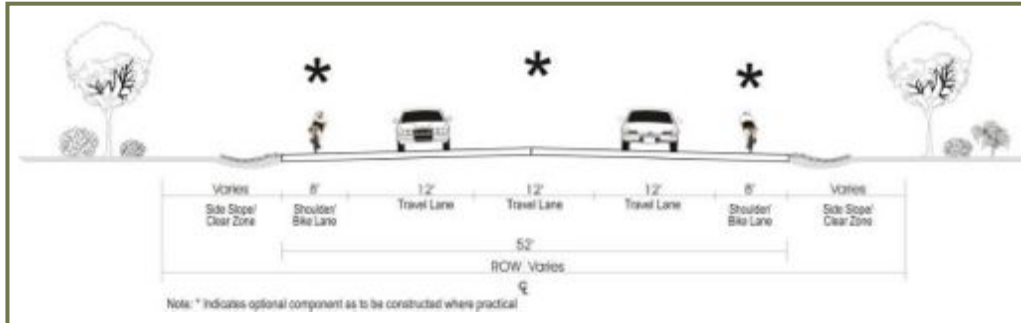 * * *
Varies 8' 12' 12' 12' 8' Varies
Side Slope/ Shoulder/ Travel Lane Travel Lane Travel Lane Shoulder/ Side Slope/
Clear Zone Bike Lane Bike Lane Clear Zone
52'
ROW Varies
℄
Note: * Indicates optional component as to be constructed where practical